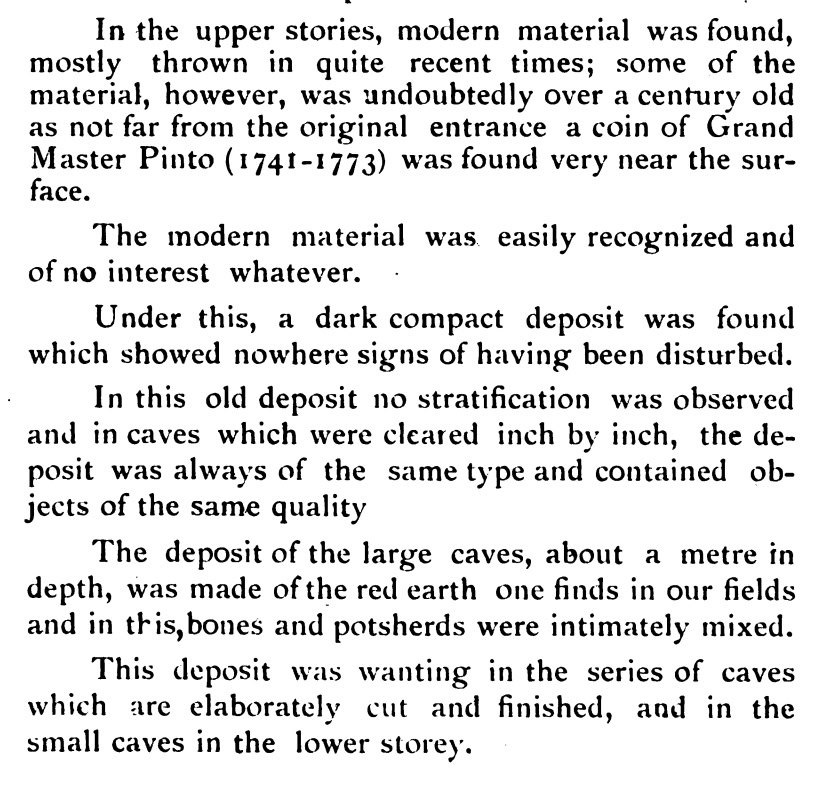 In the upper stories, modern material was found,
mostly thrown in quite recent times; some of the
material, however, was undoubtedly over a century old
as not far from the original entrance a coin of Grand
Master Pinto (1741-1773) was found very near the sur-
face.
The modern material was easily recognized and
of no interest whatever.
Under this, a dark compact deposit was found
which showed nowhere signs of having been disturbed.
In this old deposit no stratification was observed
and in caves which were cleared inch by inch, the de-
posit was always of the same type and contained ob-
jects of the same quality
The deposit of the large caves, about a metre in
depth, was made of the red earth one finds in our fields
and in this, bones and potsherds were intimately mixed.
This deposit was wanting in the series of caves
which are elaborately cut and finished, and in the
small caves in the lower storey.